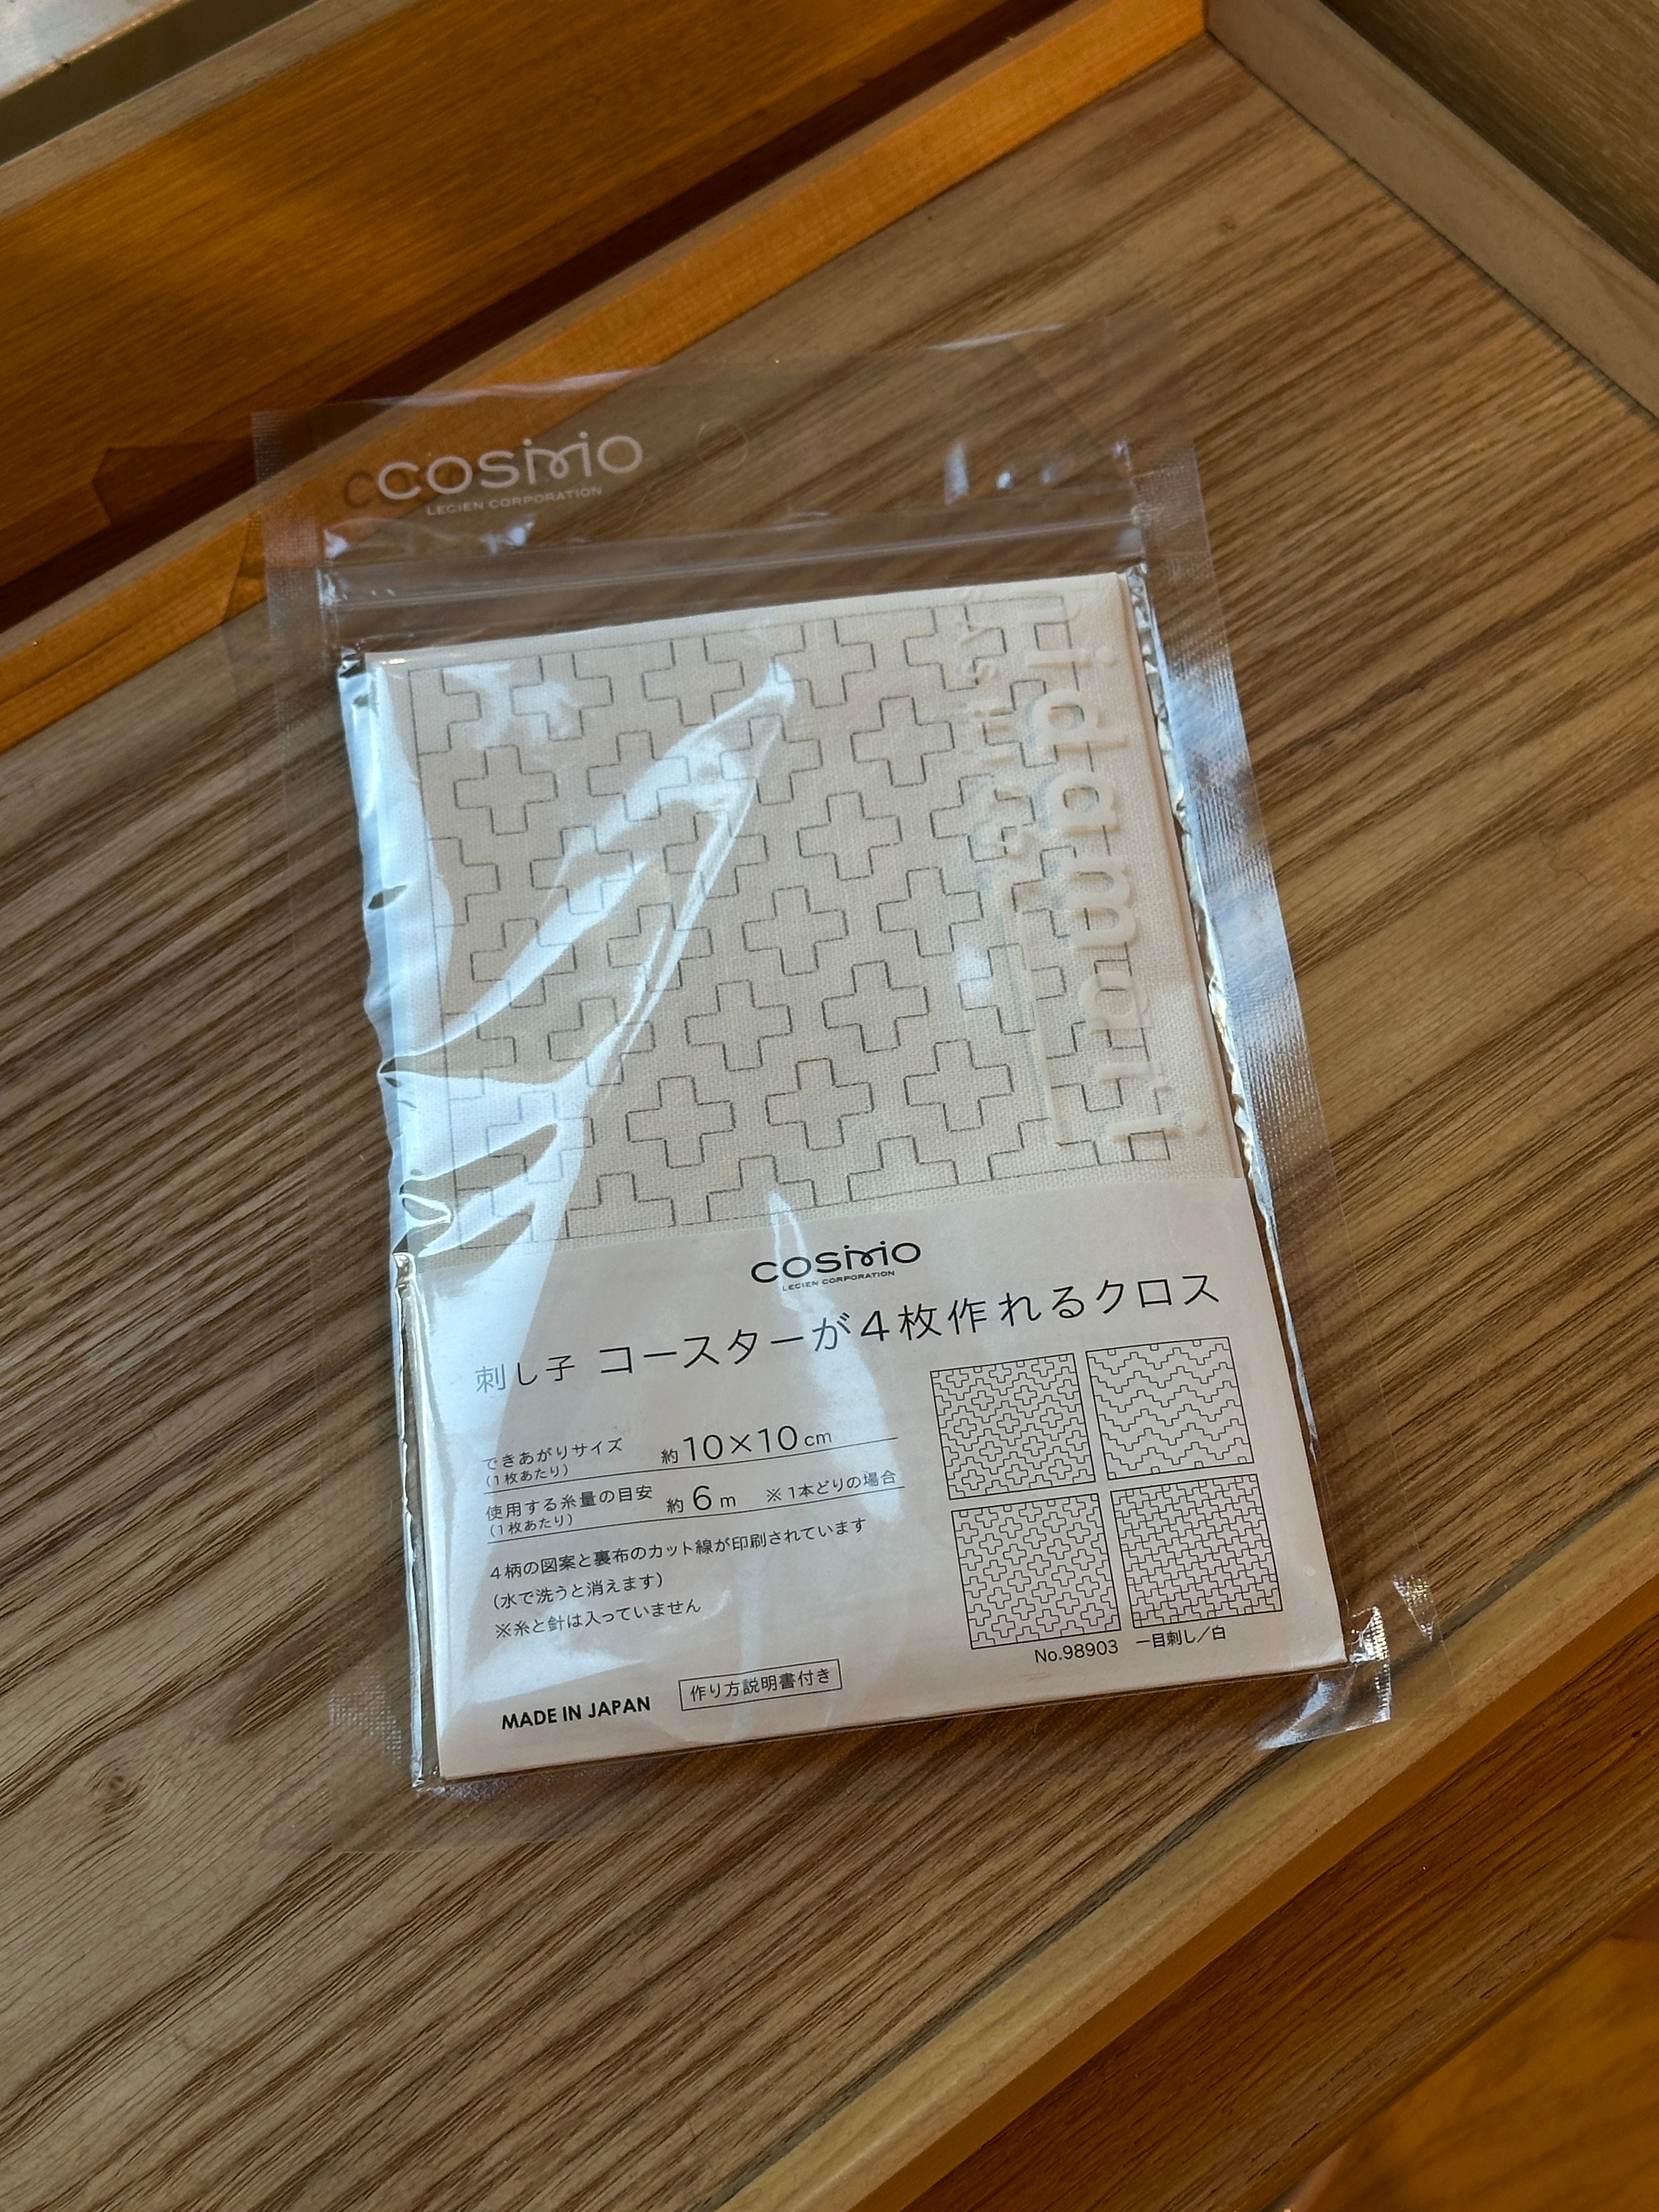 COSMO
LECIEN CORPORATION
hidamari
COSMO
LECIEN CORPORATION
刺し子 コースターが4枚作れるクロス
できあがりサイズ 約10×10cm
(1枚あたり)
使用する糸量の目安 約6m ※1本どりの場合
(1枚あたり)
4柄の図案と裏布のカット線が印刷されています
(水で洗うと消えます)
※糸と針は入っていません
No.98903 一目刺し/白
MADE IN JAPAN 作り方説明書付き